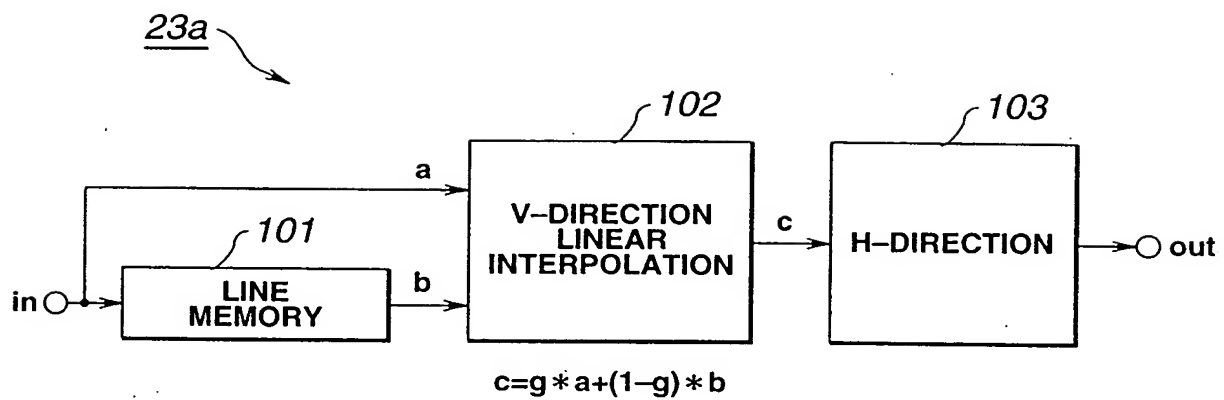 23a
102
103
a
V-DIRECTION
LINEAR
INTERPOLATION
c
H-DIRECTION
out
101
in
LINE
MEMORY
b
c=g*a+(1-g)*b